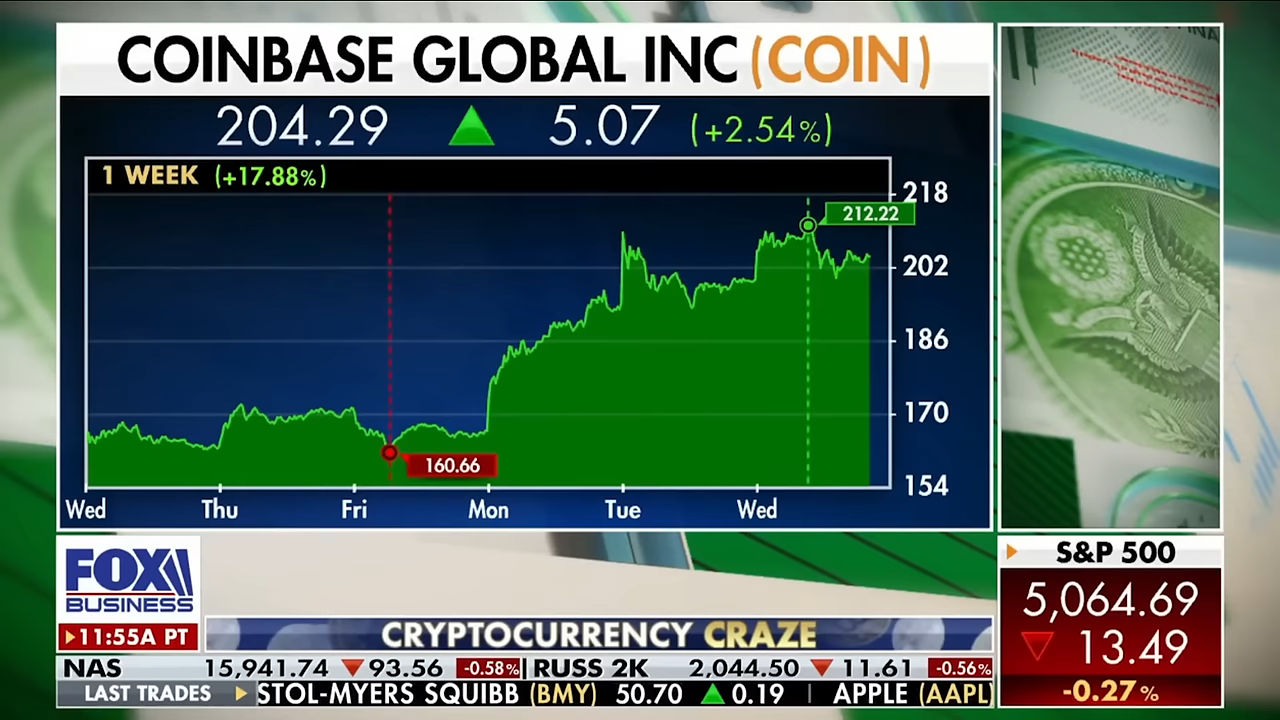 COINBASE GLOBAL INC (COIN)
204.29 ▲ 5.07 (+2.54%)
1 WEEK (+17.88%)
218
212.22
202
186
170
160.66
154
Wed Thu Fri Mon Tue Wed
FOX
BUSINESS
11:55A PT
CRYPTOCURRENCY CRAZE
S&P 500
5,064.69
▼ 13.49
-0.27%
NAS 15,941.74 ▼ 93.56 -0.58% | RUSS 2K 2,044.50 ▼ 11.61 -0.56%
LAST TRADES STOL-MYERS SQUIBB (BMY) 50.70 ▲ 0.19 | APPLE (AAPL)